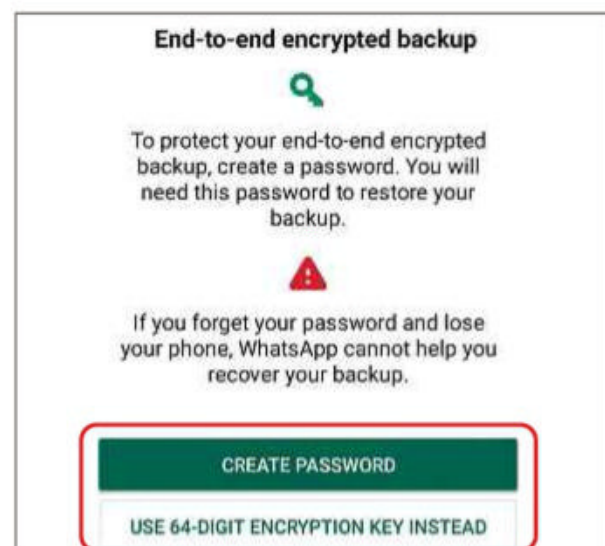 End-to-end encrypted backup
To protect your end-to-end encrypted
backup, create a password. You will
need this password to restore your
backup.
If you forget your password and lose
your phone, WhatsApp cannot help you
recover your backup.
CREATE PASSWORD
USE 64-DIGIT ENCRYPTION KEY INSTEAD